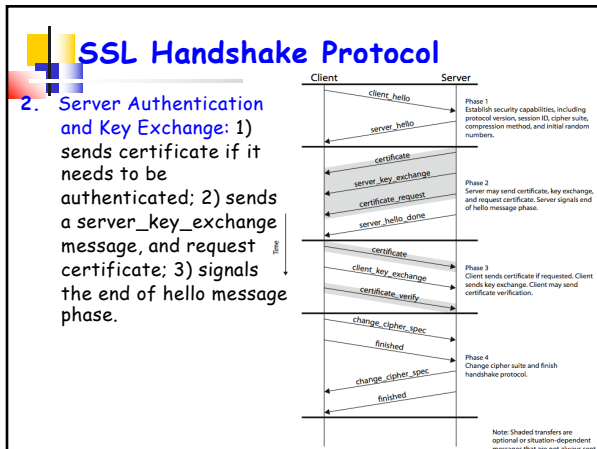 SSL Handshake Protocol
2. Server Authentication
and Key Exchange: 1)
sends certificate if it
needs to be
authenticated; 2) sends
a server_key_exchange
message, and request
certificate; 3) signals
the end of hello message
phase.
Client Server
client_hello
server_hello
Phase 1
Establish security capabilities, including
protocol version, session ID, cipher suite,
compression method, and initial random
numbers.
certificate
server_key_exchange
certificate_request
server_hello_done
Phase 2
Server may send certificate, key exchange,
and request certificate. Server signals end
of hello message phase.
Time
certificate
client_key_exchange
certificate_verify
Phase 3
Client sends certificate if requested. Client
sends key exchange. Client may send
certificate verification.
change_cipher_spec
finished
change_cipher_spec
finished
Phase 4
Change cipher suite and finish
handshake protocol.
Note: Shaded transfers are
optional or situation-dependent
messages that are not always sent